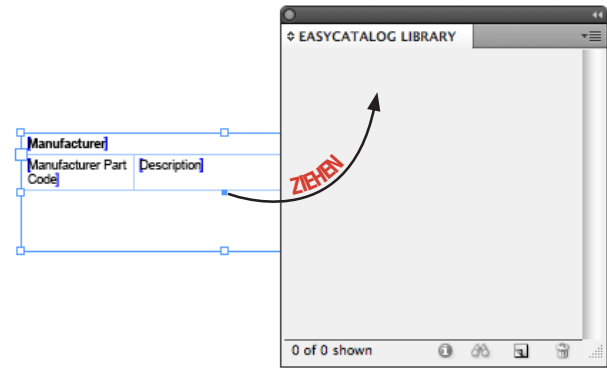 EASYCATALOG LIBRARY
Manufacturer
Manufacturer Part Description
Code
ZIEHEN
0 of 0 shown